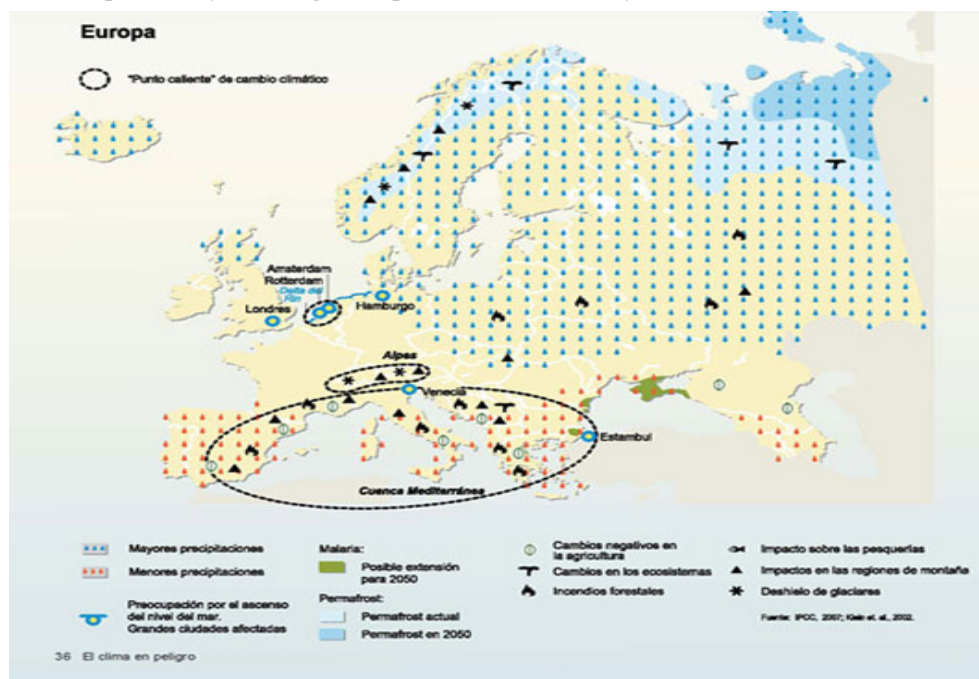 Europa
"Punto caliente" de cambio climático
Amsterdam
Rotterdam
Delta del
Rin
Londres
Hamburgo
Alpes
Venecia
Estambul
Cuenca Mediterránea
Mayores precipitaciones
Menores precipitaciones
Preocupación por el ascenso
del nivel del mar.
Grandes ciudades afectadas
Malaria:
Posible extensión
para 2050
Permafrost:
Permafrost actual
Permafrost en 2050
Cambios negativos en
la agricultura
Cambios en los ecosistemas
Incendios forestales
Impacto sobre las pesquerías
Impactos en las regiones de montaña
Deshielo de glaciares
Fuente: IPCC, 2007; Klein et. al., 2002.
36 El clima en peligro